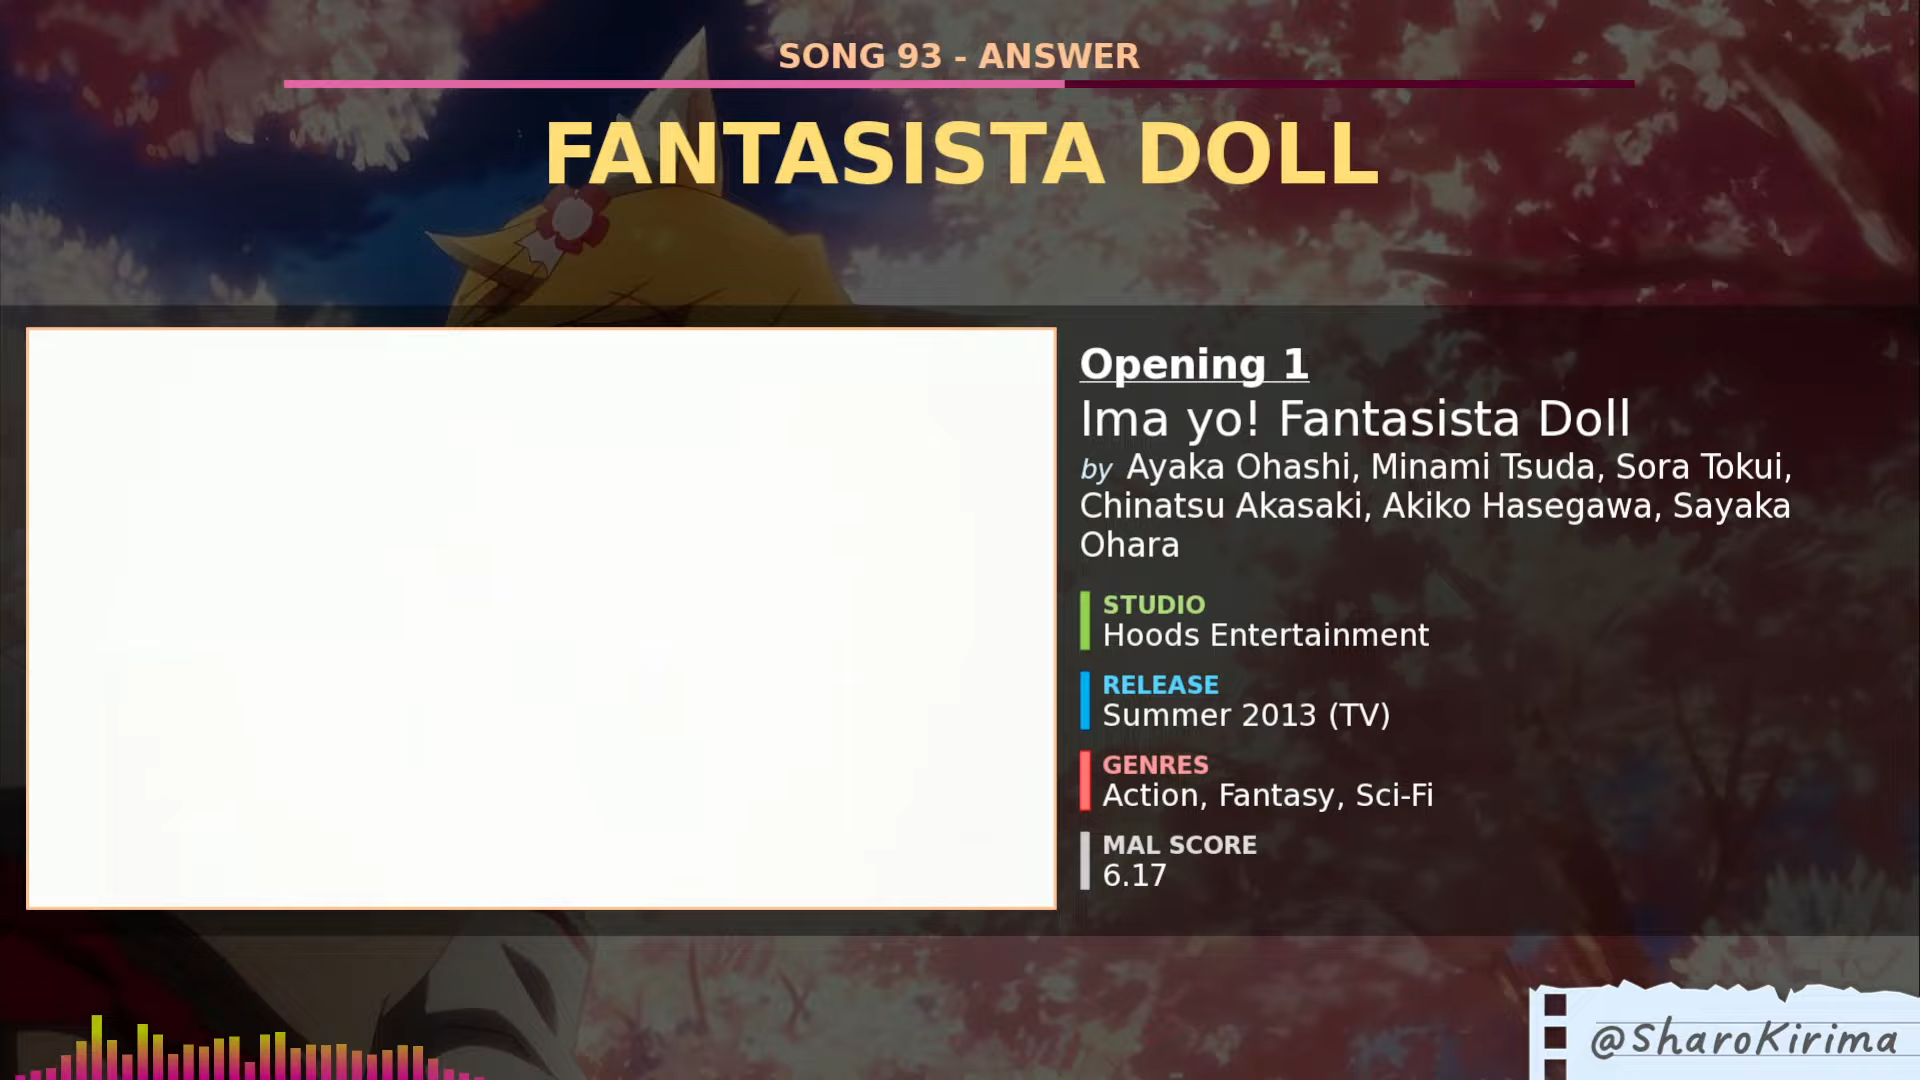 SONG 93 - ANSWER
FANTASISTA DOLL
Opening 1
Ima yo! Fantasista Doll
by Ayaka Ohashi, Minami Tsuda, Sora Tokui,
Chinatsu Akasaki, Akiko Hasegawa, Sayaka
Ohara
STUDIO
Hoods Entertainment
RELEASE
Summer 2013 (TV)
GENRES
Action, Fantasy, Sci-Fi
MAL SCORE
6.17
@SharoKirima